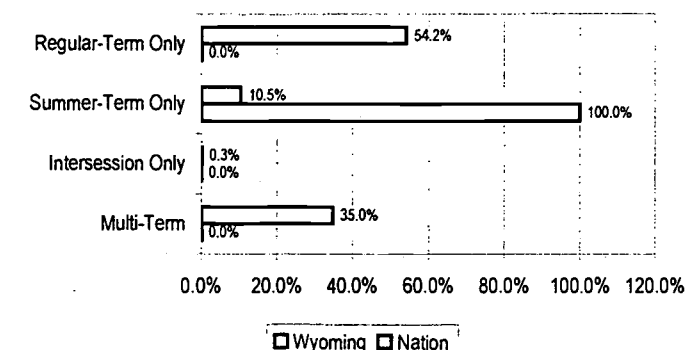 Regular-Term Only 54.2%
0.0%
Summer-Term Only 10.5%
100.0%
Intersession Only 0.3%
0.0%
Multi-Term 35.0%
0.0%
0.0% 20.0% 40.0% 60.0% 80.0% 100.0% 120.0%
Wyoming Nation